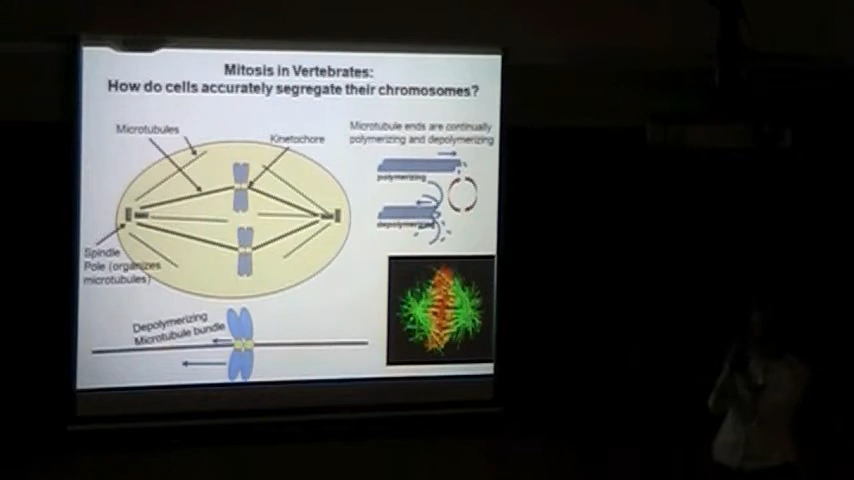 Mitosis in Vertebrates:
How do cells accurately segregate their chromosomes?
Microtubules
Kinetochore
Microtubule ends are continually
polymerizing and depolymerizing
polymerizing
depolymerizing
Spindle
Pole (organizes
microtubules)
Depolymerizing
Microtubule bundle